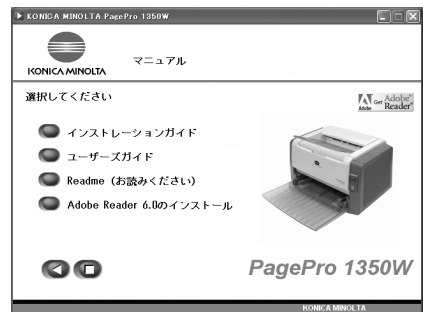 KONICA MINOLTA PagePro 1350W
KONICA MINOLTA
マニュアル
選択してください
Adobe
Get Adobe®
Reader®
インストレーションガイド
ユーザーズガイド
Readme（お読みください）
Adobe Reader 6.0のインストール
PagePro 1350W
KONICA MINOLTA